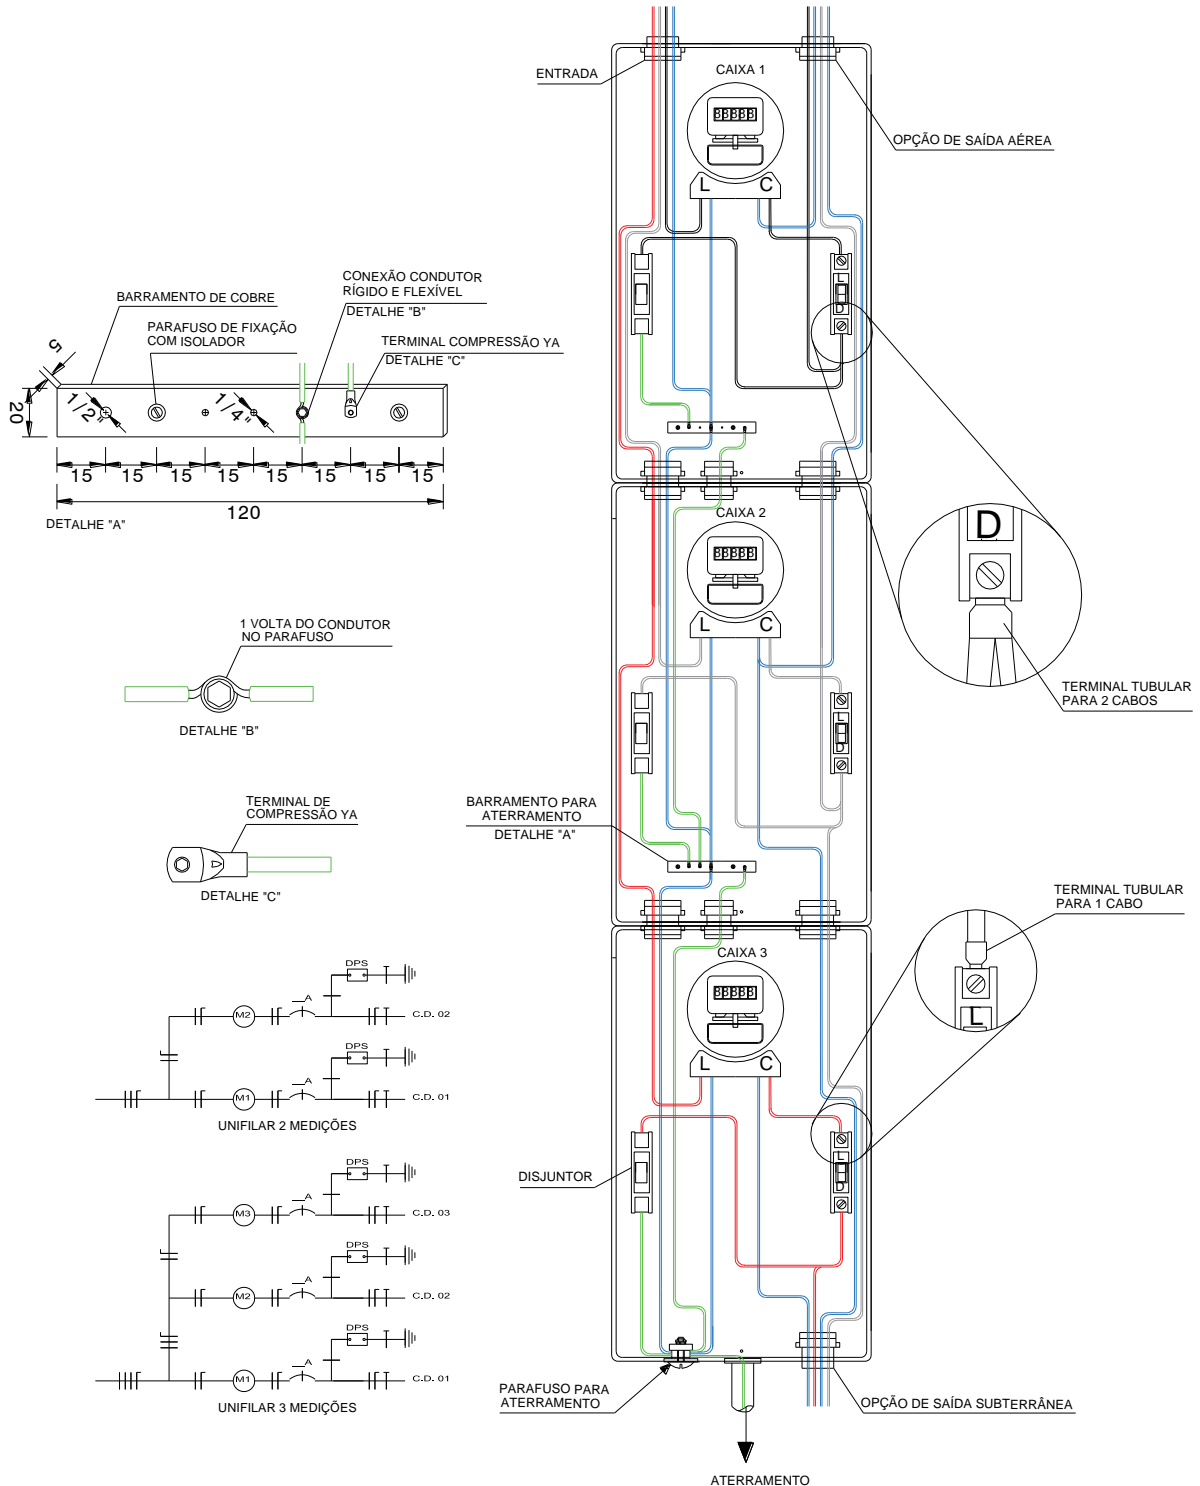 ENTRADA
CAIXA 1
88888
OPÇÃO DE SAÍDA AÉREA
L
C
L
D
CONEXÃO CONDUTOR
RÍGIDO E FLEXÍVEL
DETALHE "B"
BARRAMENTO DE COBRE
PARAFUSO DE FIXAÇÃO
COM ISOLADOR
TERMINAL COMPRESSÃO YA
DETALHE "C"
5
20
1/2"
1/4"
15
15
15
15
15
15
15
15
120
DETALHE "A"
CAIXA 2
88888
L
C
L
D
D
TERMINAL TUBULAR
PARA 2 CABOS
1 VOLTA DO CONDUTOR
NO PARAFUSO
DETALHE "B"
TERMINAL DE
COMPRESSÃO YA
DETALHE "C"
BARRAMENTO PARA
ATERRAMENTO
DETALHE "A"
TERMINAL TUBULAR
PARA 1 CABO
L
CAIXA 3
88888
L
C
L
D
DISJUNTOR
DPS
A
M2
C.D. 02
DPS
A
M1
C.D. 01
UNIFILAR 2 MEDIÇÕES
DPS
A
M3
C.D. 03
DPS
A
M2
C.D. 02
DPS
A
M1
C.D. 01
UNIFILAR 3 MEDIÇÕES
PARAFUSO PARA
ATERRAMENTO
OPÇÃO DE SAÍDA SUBTERRÂNEA
ATERRAMENTO